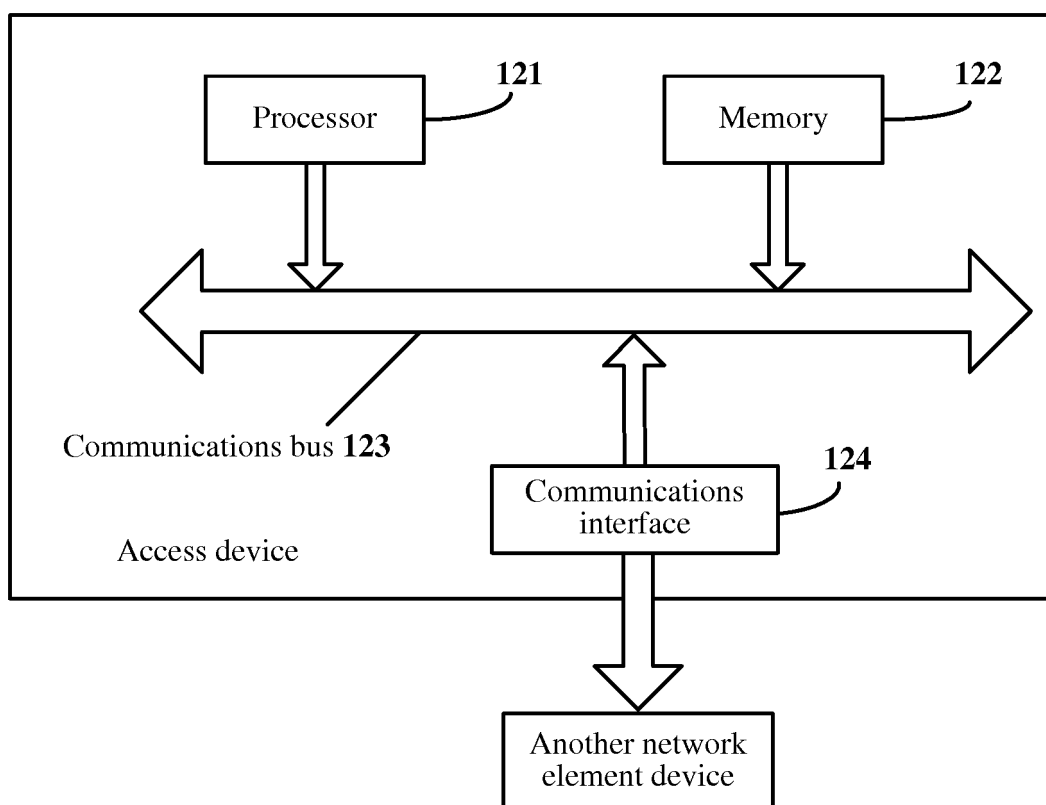 121
122
Processor
Memory
Communications bus 123
124
Communications
interface
Access device
Another network
element device